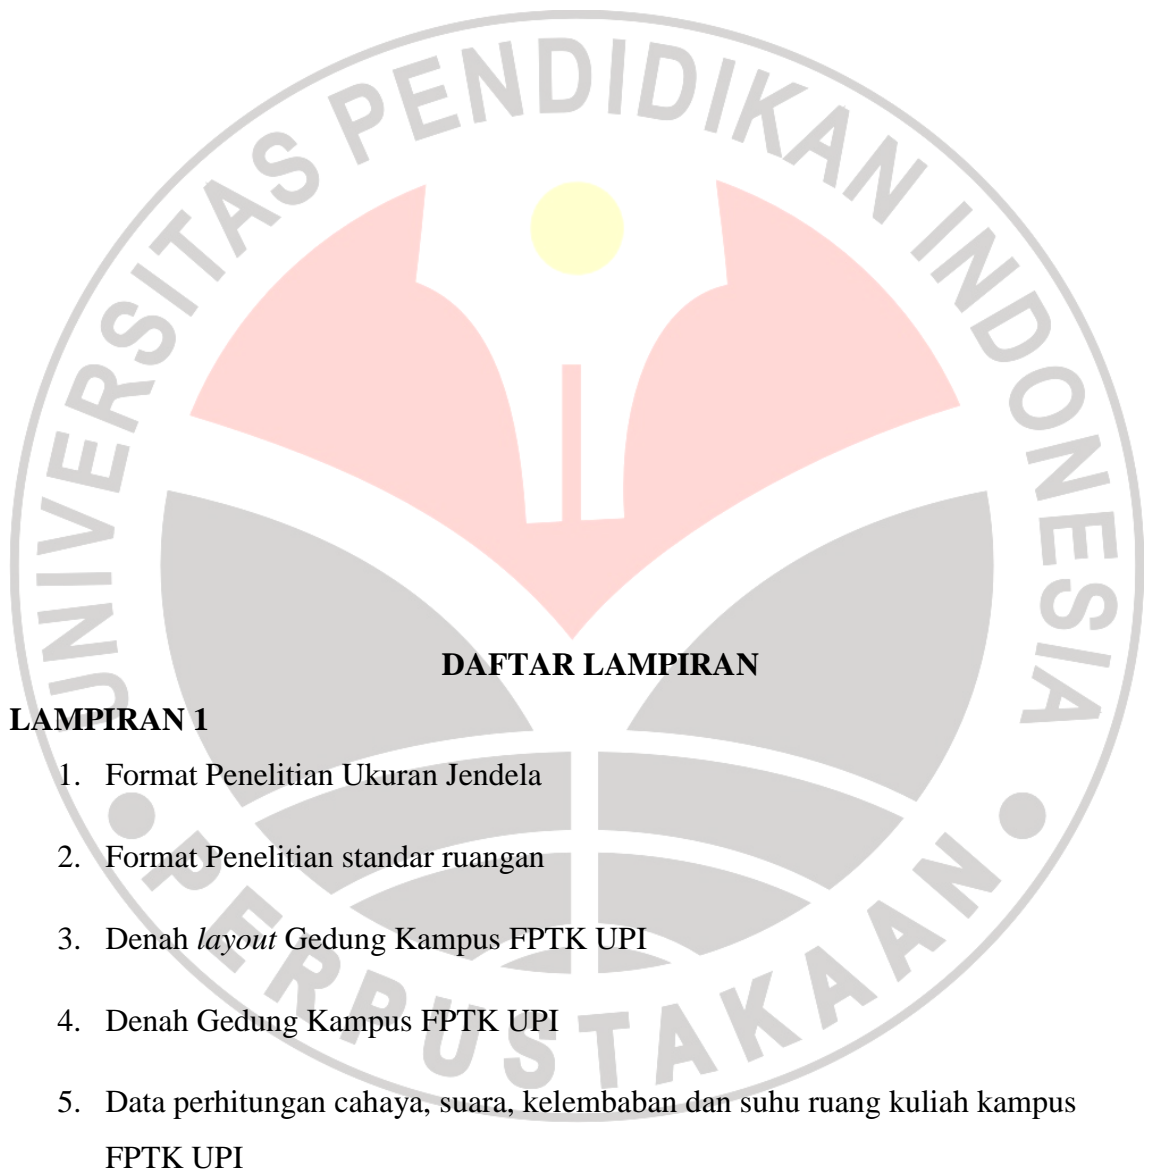 UNIVERSITAS PENDIDIKAN INDONESIA
DAFTAR LAMPIRAN
LAMPIRAN 1
1. Format Penelitian Ukuran Jendela
2. Format Penelitian standar ruangan
3. Denah layout Gedung Kampus FPTK UPI
4. Denah Gedung Kampus FPTK UPI
5. Data perhitungan cahaya, suara, kelembaban dan suhu ruang kuliah kampus
FPTK UPI
PERPUSTAKAAN